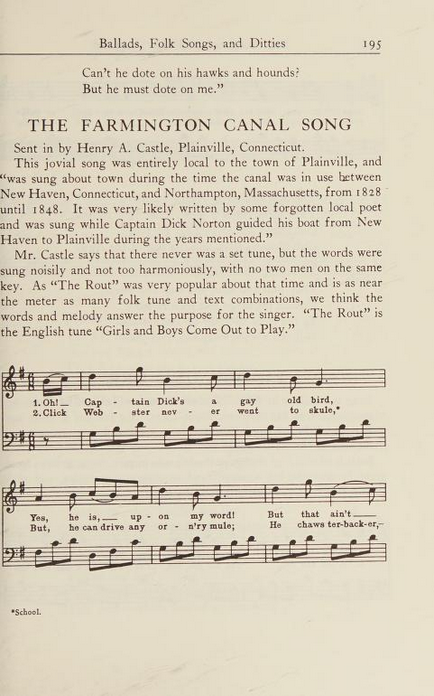 Ballads, Folk Songs, and Ditties 195
Can't he dote on his hawks and hounds?
But he must dote on me."
THE FARMINGTON CANAL SONG
Sent in by Henry A. Castle, Plainville, Connecticut.
This jovial song was entirely local to the town of Plainville, and
"was sung about town during the time the canal was in use between
New Haven, Connecticut, and Northampton, Massachusetts, from 1828
until 1848. It was very likely written by some forgotten local poet
and was sung while Captain Dick Norton guided his boat from New
Haven to Plainville during the years mentioned."
Mr. Castle says that there never was a set tune, but the words were
sung noisily and not too harmoniously, with no two men on the same
key. As "The Rout" was very popular about that time and is as near
the meter as many folk tune and text combinations, we think the
words and melody answer the purpose for the singer. "The Rout" is
the English tune "Girls and Boys Come Out to Play."
1. Oh! Cap - tain Dick's a gay old bird,
2. Click Web - ster nev - er went to skule,*
Yes, he is, up - on my word! But that ain't
But, he can drive any or - n'ry mule; He chaws ter-back-er,-
*School.